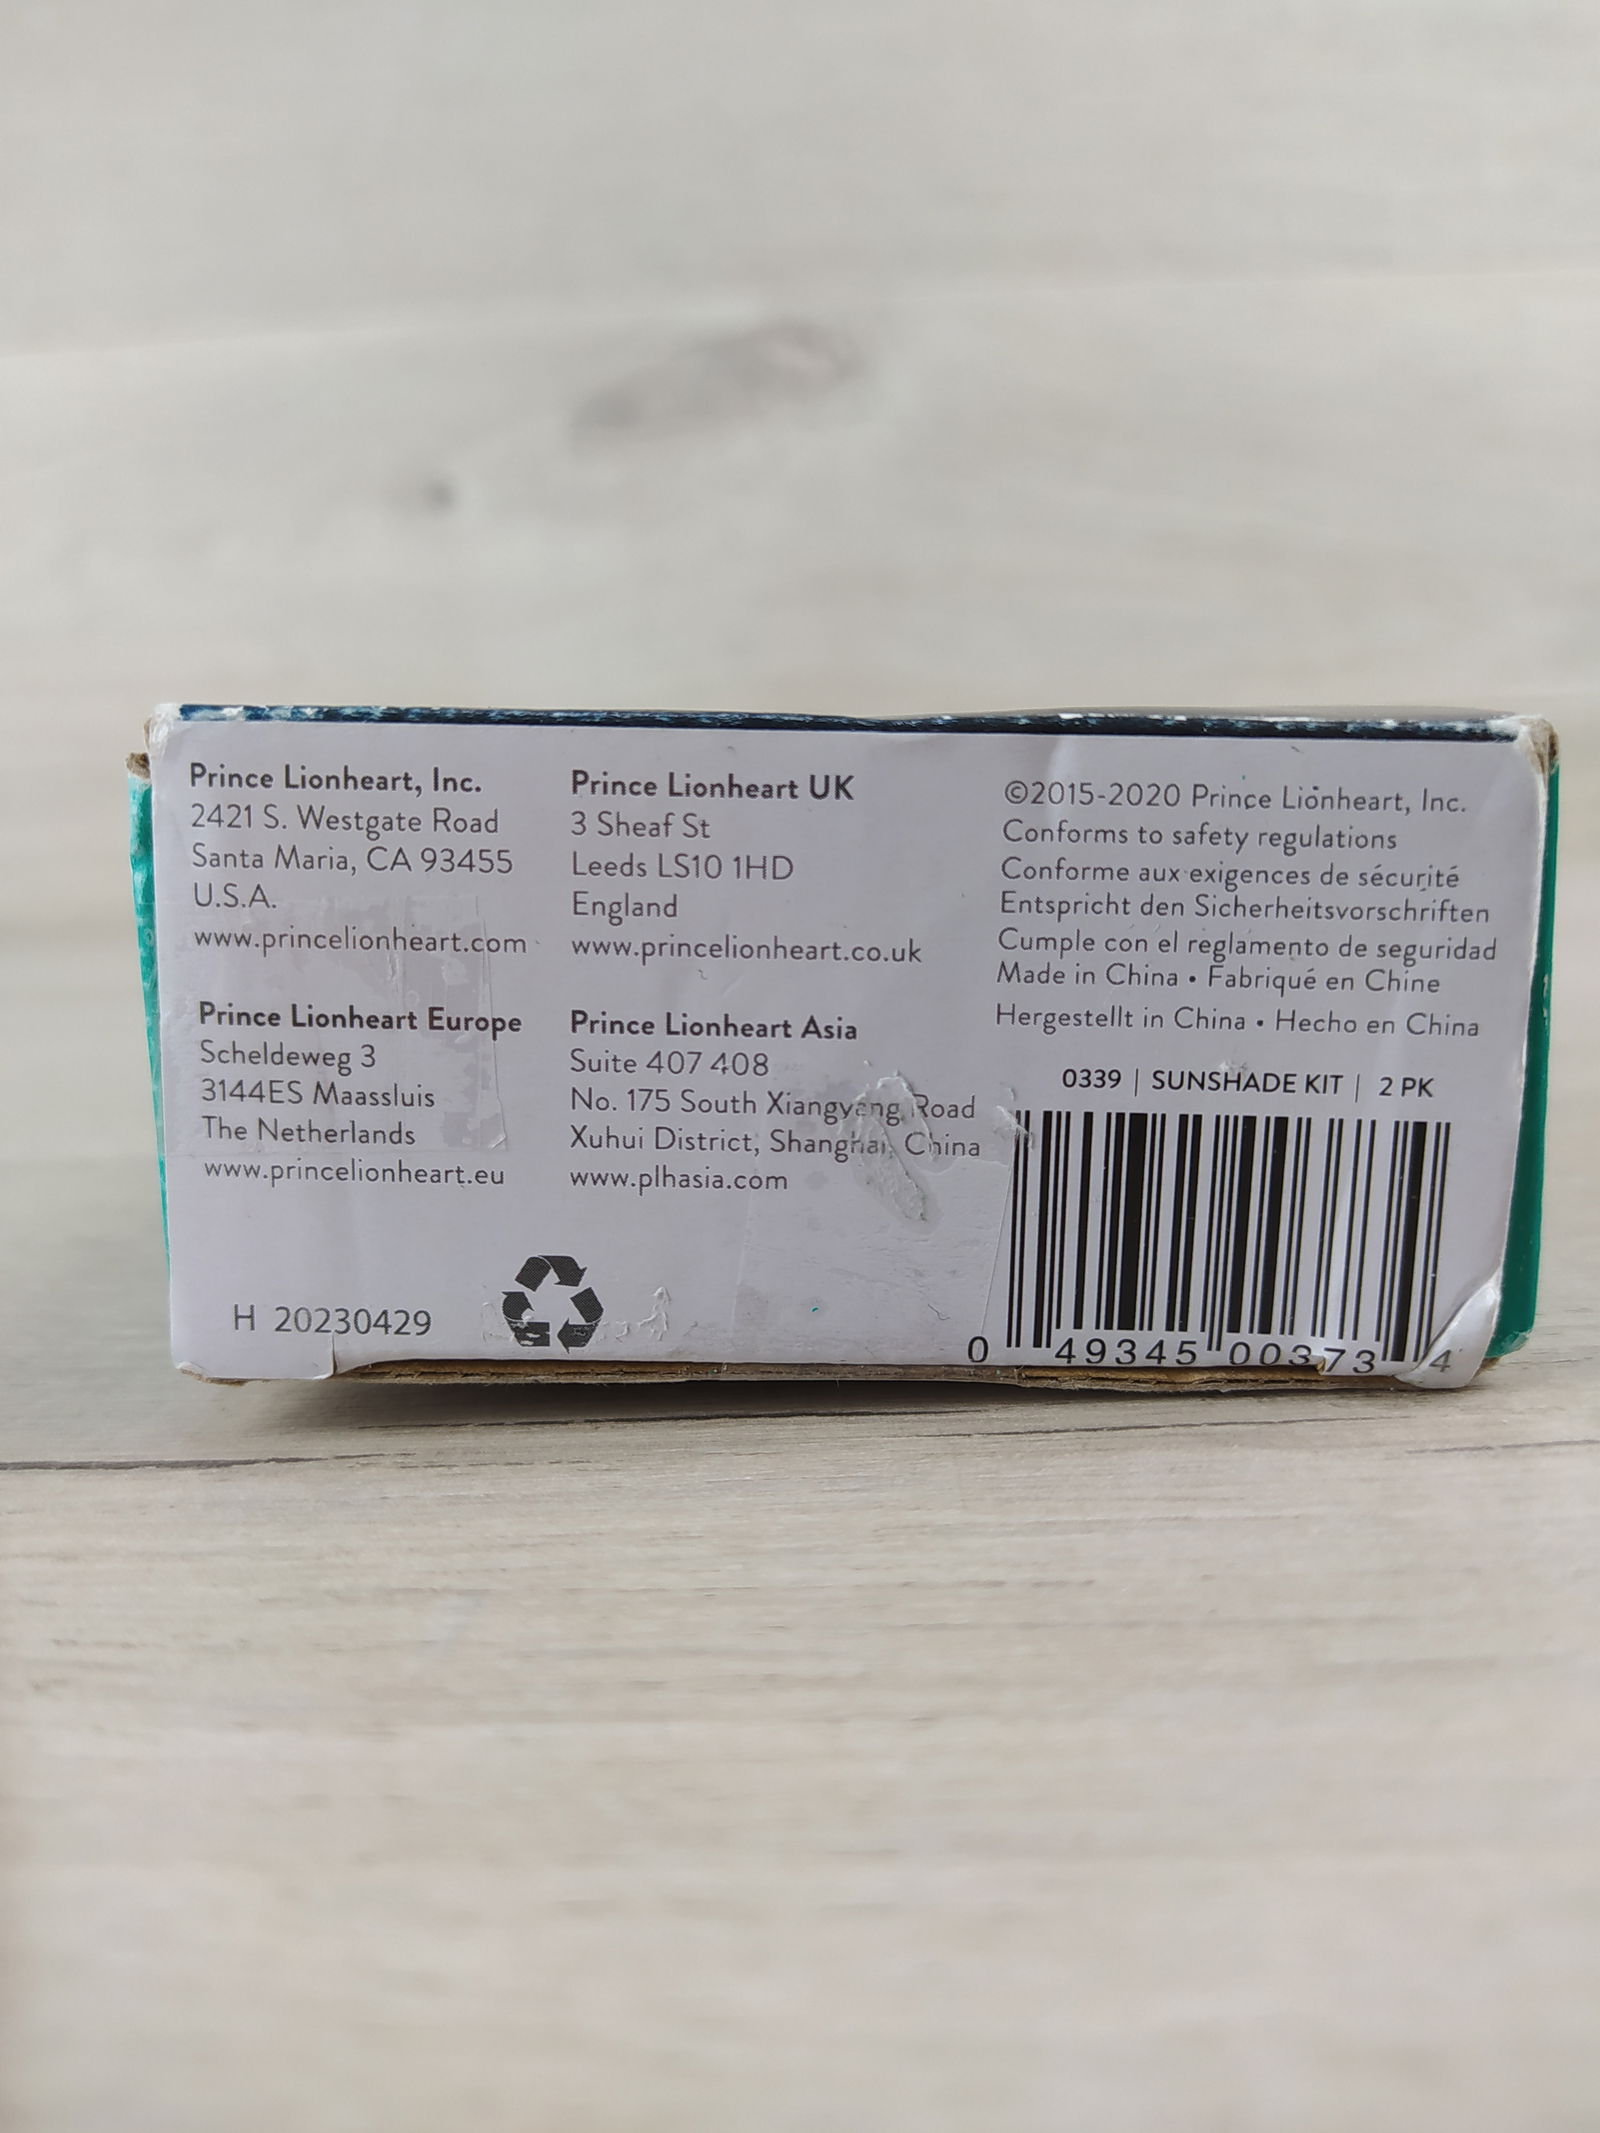 Prince Lionheart, Inc.
2421 S. Westgate Road
Santa Maria, CA 93455
U.S.A.
www.princelionheart.com
Prince Lionheart UK
3 Sheaf St
Leeds LS10 1HD
England
www.princelionheart.co.uk
Prince Lionheart Europe
Scheldeweg 3
3144ES Maassluis
The Netherlands
www.princelionheart.eu
Prince Lionheart Asia
Suite 407 408
No. 175 South Xiangyang Road
Xuhui District, Shanghai, China
www.plhasia.com
H 20230429
©2015-2020 Prince Lionheart, Inc.
Conforms to safety regulations
Conforme aux exigences de sécurité
Entspricht den Sicherheitsvorschriften
Cumple con el reglamento de seguridad
Made in China • Fabriqué en Chine
Hergestellt in China • Hecho en China
0339 | SUNSHADE KIT | 2 PK
0 49345 00373 4